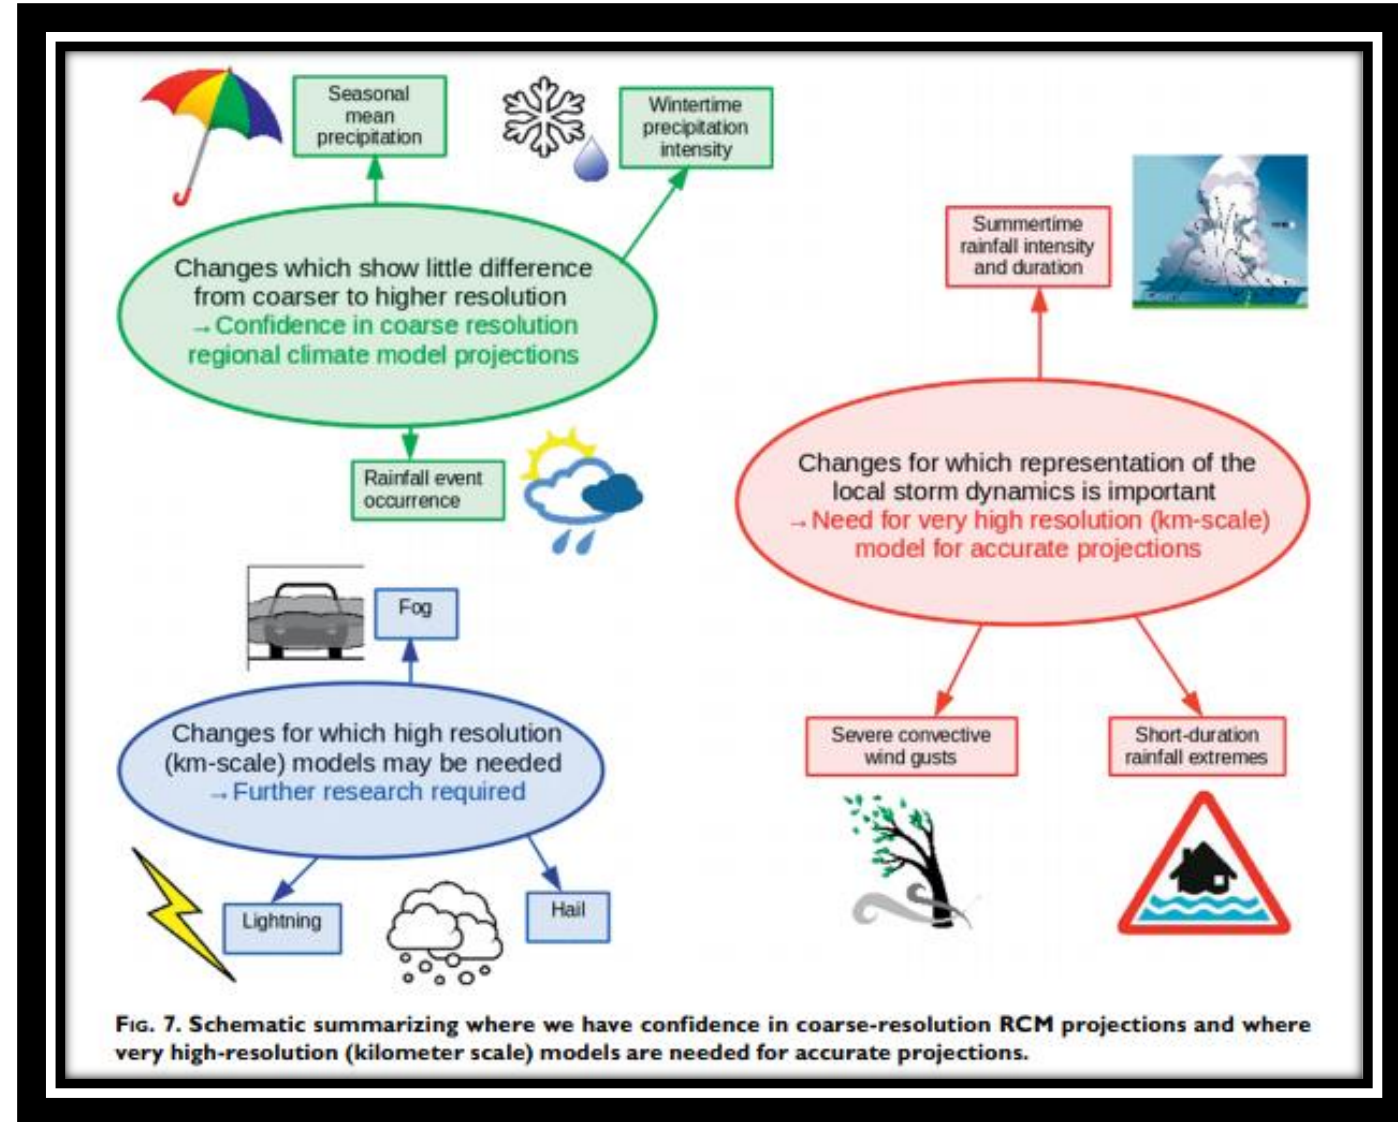 Seasonal
mean
precipitation
Wintertime
precipitation
intensity
Changes which show little difference
from coarser to higher resolution
→Confidence in coarse resolution
regional climate model projections
Rainfall event
occurrence
Summertime
rainfall intensity
and duration
Changes for which representation of the
local storm dynamics is important
→Need for very high resolution (km-scale)
model for accurate projections
Severe convective
wind gusts
Short-duration
rainfall extremes
Fog
Changes for which high resolution
(km-scale) models may be needed
→Further research required
Lightning
Hail
FIG. 7. Schematic summarizing where we have confidence in coarse-resolution RCM projections and where
very high-resolution (kilometer scale) models are needed for accurate projections.